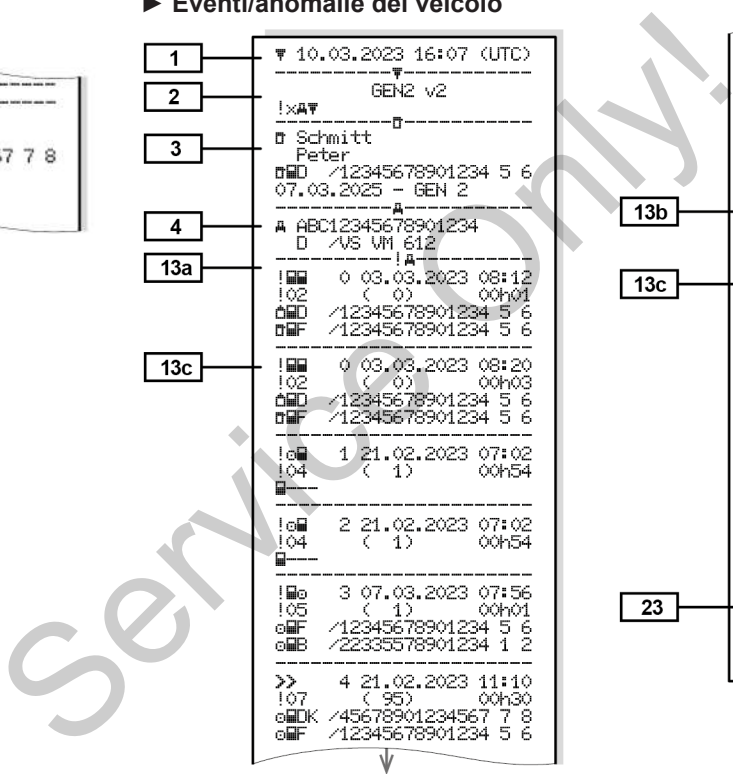 ► Eventi/anomalie del veicolo
7 7 8
1
▼ 10.03.2023 16:07 (UTC)
2
GEN2 v2
!x
3
Schmitt
Peter
D /12345678901234 5 6
07.03.2025 - GEN 2
4
ABC12345678901234
D /VS VM 612
13a
! 0 03.03.2023 08:12
!02 ( 0) 00h01
D /12345678901234 5 6
F /12345678901234 5 6
13c
! 0 03.03.2023 08:20
!02 ( 0) 00h03
D /12345678901234 5 6
F /12345678901234 5 6
! 1 21.02.2023 07:02
!04 ( 1) 00h54
---
! 2 21.02.2023 07:02
!04 ( 1) 00h54
---
! 3 07.03.2023 07:56
!05 ( 1) 00h01
F /12345678901234 5 6
B /22335578901234 1 2
>> 4 21.02.2023 11:10
!07 ( 95) 00h30
DK /45678901234567 7 8
F /12345678901234 5 6
13b
13c
23
Service Only!